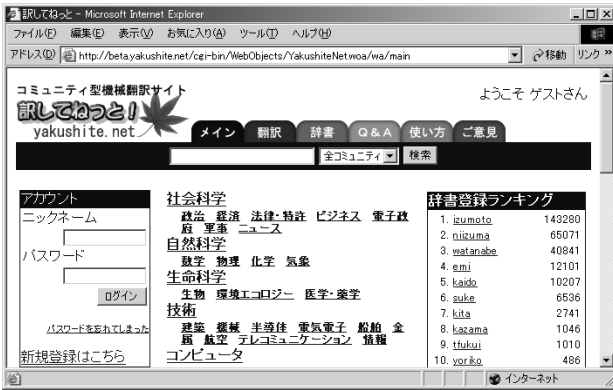 訳してねっと - Microsoft Internet Explorer
ファイル(F) 編集(E) 表示(V) お気に入り(A) ツール(T) ヘルプ(H)
アドレス(D) http://beta.yakushite.net/cgi-bin/WebObjects/YakushiteNet.woa/wa/main 移動 リンク »
コミュニティ型機械翻訳サイト
訳してねっと!
yakushite.net
ようこそ ゲストさん
メイン 翻訳 辞書 Q&A 使い方 ご意見
全コミュニティ 検索
アカウント
ニックネーム
パスワード
ログイン
パスワードを忘れてしまった
新規登録はこちら
社会科学
政治 経済 法律・特許 ビジネス 電子政
府 軍事 ニュース
自然科学
数学 物理 化学 気象
生命科学
生物 環境エコロジー 医学・薬学
技術
建築 機械 半導体 電気電子 船舶 金
属 航空 テレコミュニケーション 情報
コンピュータ
辞書登録ランキング
1. izumoto 143280
2. niizuma 65071
3. watanabe 40841
4. emi 12101
5. kaido 10207
6. suke 6536
7. kita 2741
8. kazama 1046
9. tfukui 1010
10. yoriko 486
インターネット